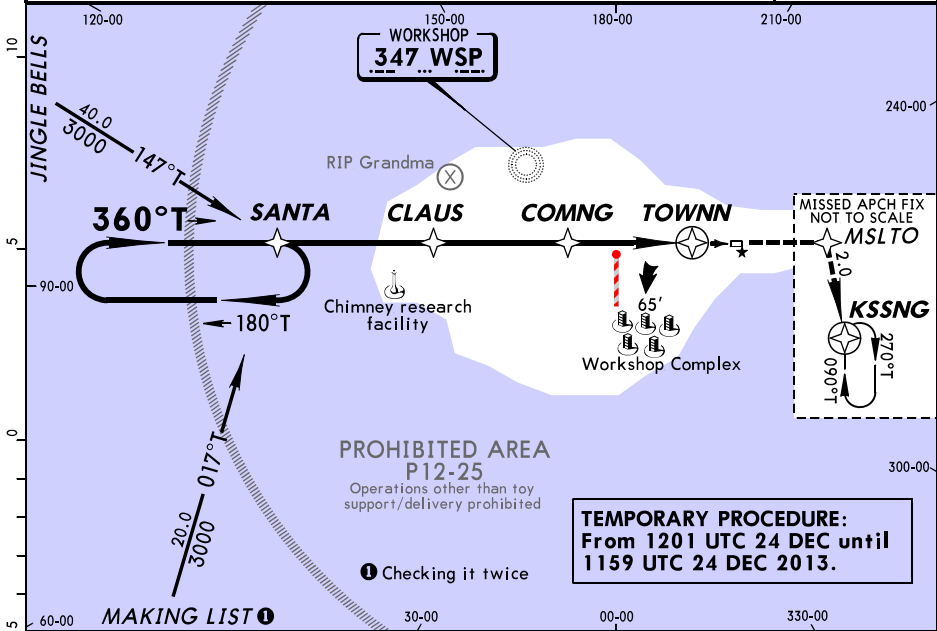 120-00
150-00
180-00
210-00
10
JINGLE BELLS
WORKSHOP
347 WSP
240-00
40.0
3000
147°T
RIP Grandma
X
360°T
SANTA
CLAUS
COMNG
TOWNN
MISSED APCH FIX
NOT TO SCALE
MSLTO
5
2.0
90-00
180°T
Chimney research
facility
65'
Workshop Complex
KSSNG
270°T
090°T
0
017°T
20.0
3000
PROHIBITED AREA
P12-25
Operations other than toy
support/delivery prohibited
300-00
TEMPORARY PROCEDURE:
From 1201 UTC 24 DEC until
1159 UTC 24 DEC 2013.
1 Checking it twice
MAKING LIST 1
5
60-00
30-00
00-00
330-00